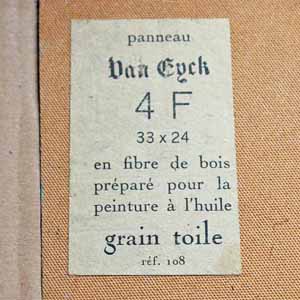 panneau
Van Eyck
4 F
33 x 24
en fibre de bois
préparé pour la
peinture à l'huile
grain toile
réf. 108